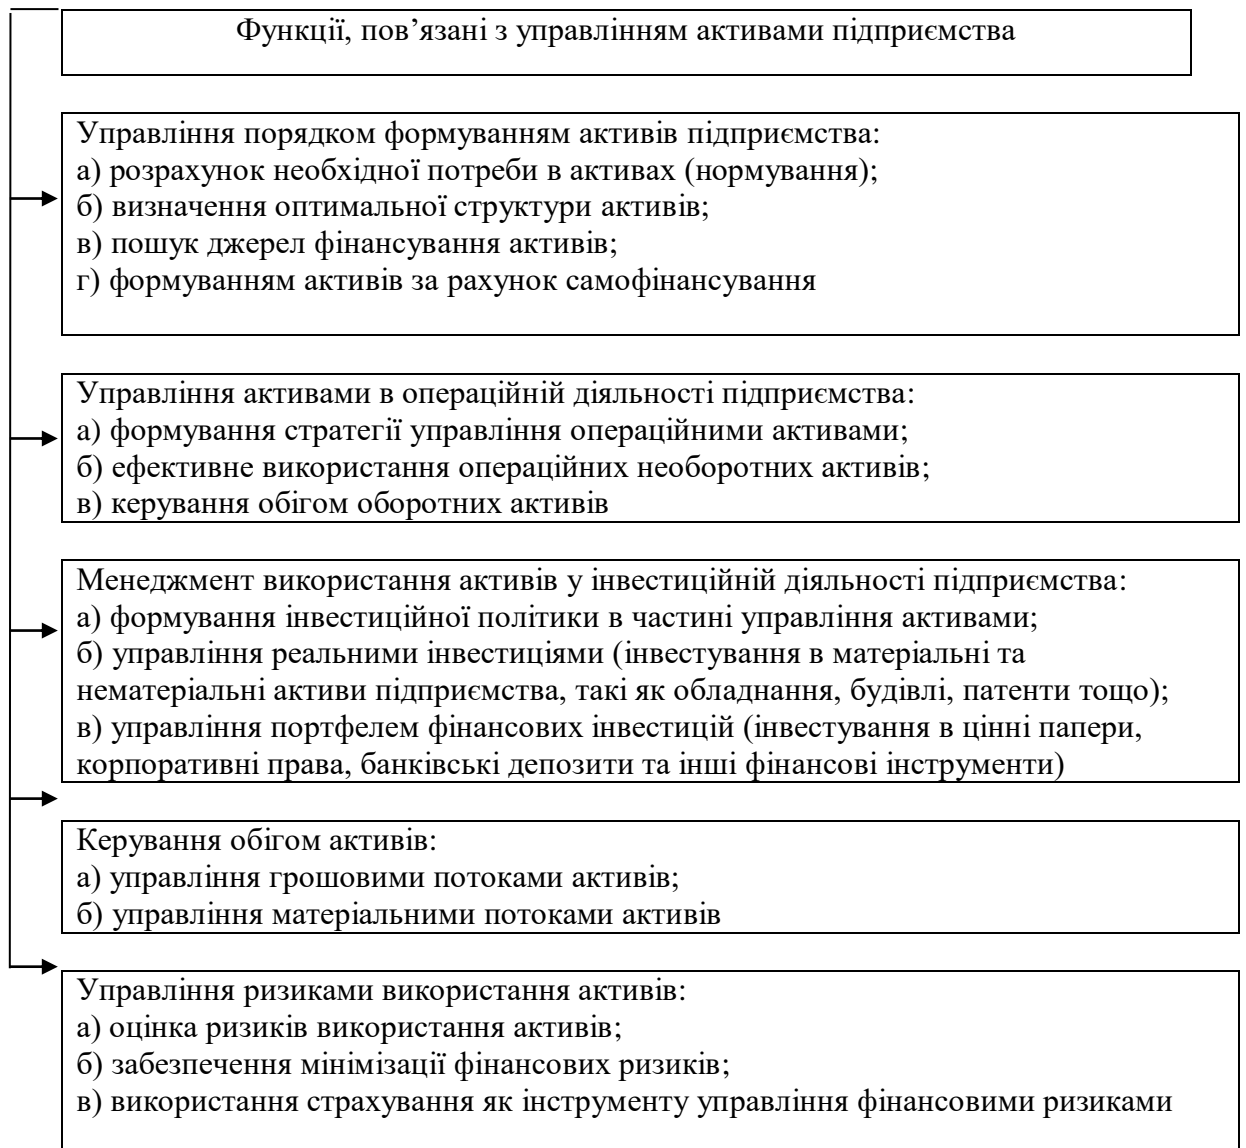 Функції, пов’язані з управлінням активами підприємства
Управління порядком формуванням активів підприємства:
а) розрахунок необхідної потреби в активах (нормування);
б) визначення оптимальної структури активів;
в) пошук джерел фінансування активів;
г) формуванням активів за рахунок самофінансування
Управління активами в операційній діяльності підприємства:
а) формування стратегії управління операційними активами;
б) ефективне використання операційних необоротних активів;
в) керування обігом оборотних активів
Менеджмент використання активів у інвестиційній діяльності підприємства:
а) формування інвестиційної політики в частині управління активами;
б) управління реальними інвестиціями (інвестування в матеріальні та
нематеріальні активи підприємства, такі як обладнання, будівлі, патенти тощо);
в) управління портфелем фінансових інвестицій (інвестування в цінні папери,
корпоративні права, банківські депозити та інші фінансові інструменти)
Керування обігом активів:
а) управління грошовими потоками активів;
б) управління матеріальними потоками активів
Управління ризиками використання активів:
а) оцінка ризиків використання активів;
б) забезпечення мінімізації фінансових ризиків;
в) використання страхування як інструменту управління фінансовими ризиками